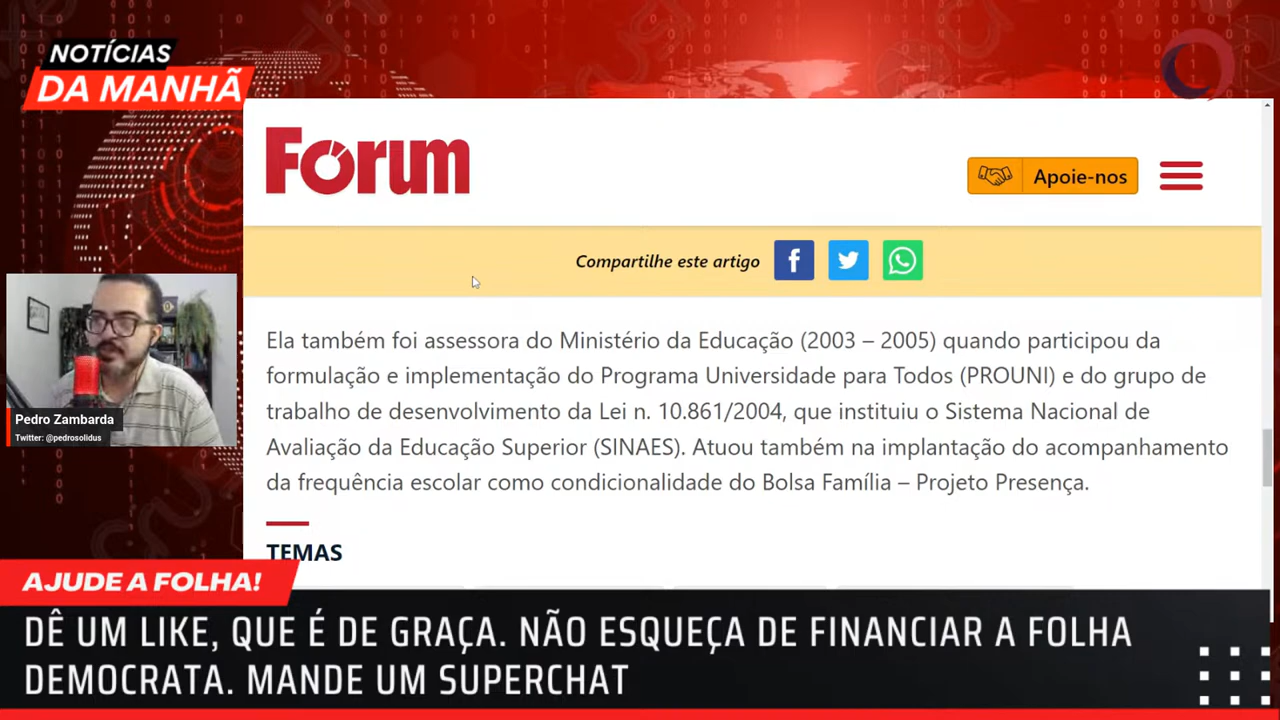 NOTÍCIAS
DA MANHÃ
Fórum
Apoie-nos
Compartilhe este artigo
Ela também foi assessora do Ministério da Educação (2003 – 2005) quando participou da
formulação e implementação do Programa Universidade para Todos (PROUNI) e do grupo de
trabalho de desenvolvimento da Lei n. 10.861/2004, que instituiu o Sistema Nacional de
Avaliação da Educação Superior (SINAES). Atuou também na implantação do acompanhamento
da frequência escolar como condicionalidade do Bolsa Família – Projeto Presença.
TEMAS
Pedro Zambarda
Twitter: @pedrosolidus
AJUDE A FOLHA!
DÊ UM LIKE, QUE É DE GRAÇA. NÃO ESQUEÇA DE FINANCIAR A FOLHA
DEMOCRATA. MANDE UM SUPERCHAT